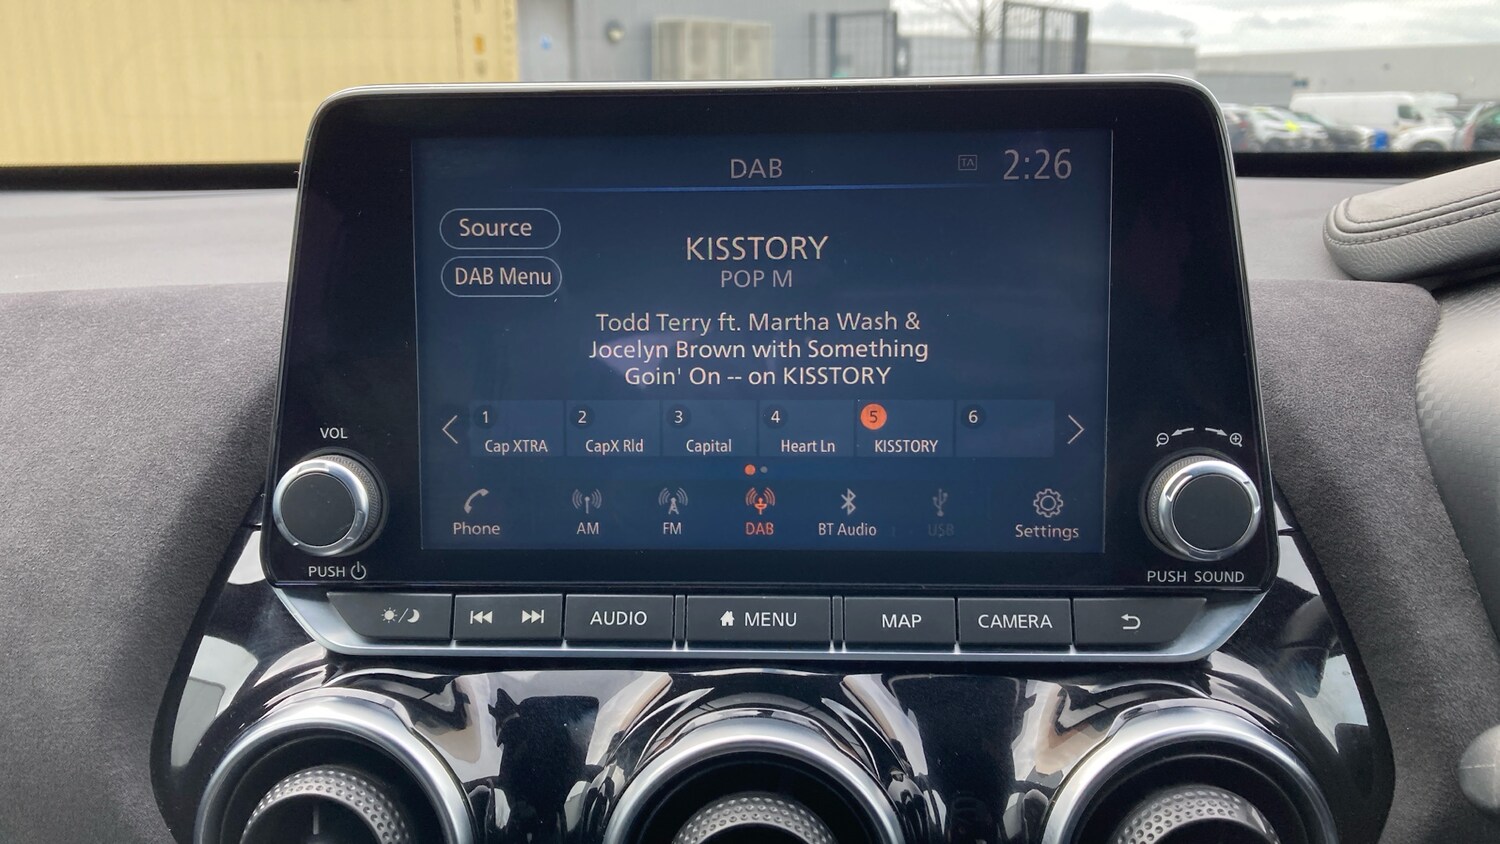 DAB
TA
2:26
Source
KISSTORY
DAB Menu
POP M
Todd Terry ft. Martha Wash &
Jocelyn Brown with Something
Goin' On -- on KISSTORY
1 2 3 4 5 6
Cap XTRA CapX Rld Capital Heart Ln KISSTORY
Phone AM FM DAB BT Audio USB Settings
VOL
PUSH
PUSH SOUND
AUDIO MENU MAP CAMERA